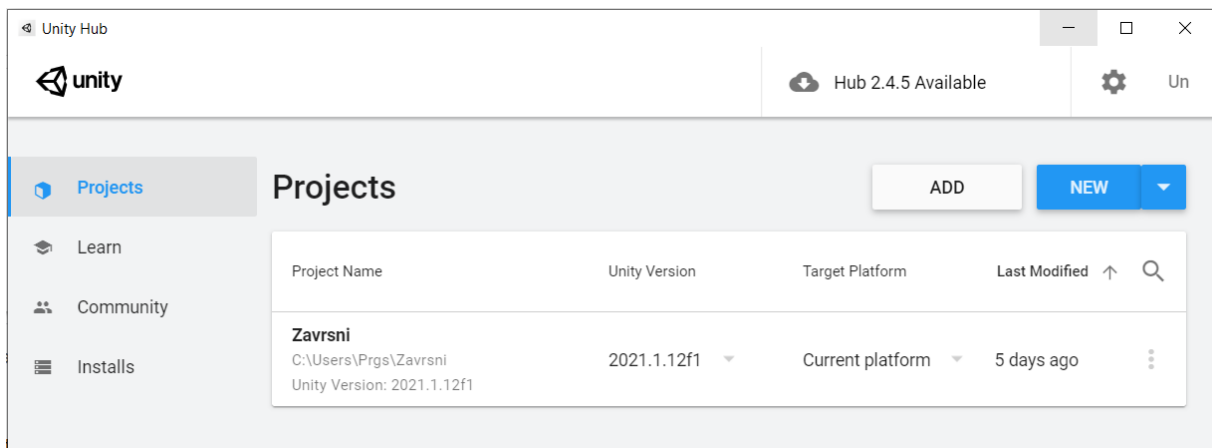 Unity Hub
unity
Hub 2.4.5 Available
Un
Projects
Learn
Community
Installs
Projects
ADD
NEW
Project Name
Unity Version
Target Platform
Last Modified
Zavrsni
C:\Users\Prgs\Zavrsni
Unity Version: 2021.1.12f1
2021.1.12f1
Current platform
5 days ago